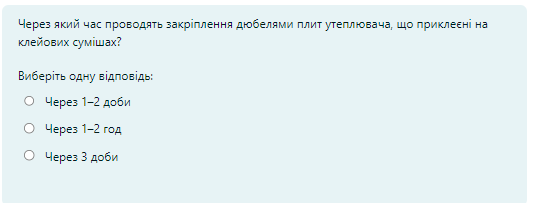 Через який час проводять закріплення дюбелями плит утеплювача, що приклеєні на
клейових сумішах?
Виберіть одну відповідь:
Через 1–2 доби
Через 1–2 год
Через 3 доби